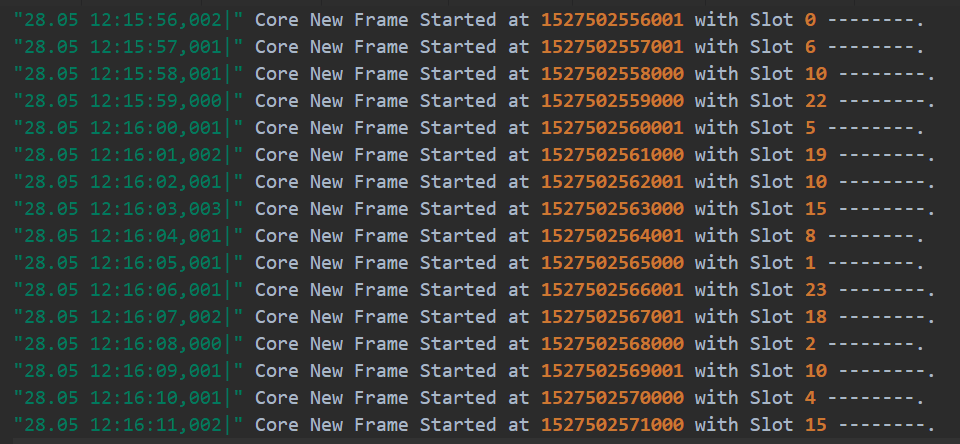 "28.05 12:15:56,002|" Core New Frame Started at 1527502556001 with Slot 0 --------.
"28.05 12:15:57,001|" Core New Frame Started at 1527502557001 with Slot 6 --------.
"28.05 12:15:58,001|" Core New Frame Started at 1527502558000 with Slot 10 --------.
"28.05 12:15:59,000|" Core New Frame Started at 1527502559000 with Slot 22 --------.
"28.05 12:16:00,001|" Core New Frame Started at 1527502560001 with Slot 5 --------.
"28.05 12:16:01,002|" Core New Frame Started at 1527502561000 with Slot 19 --------.
"28.05 12:16:02,001|" Core New Frame Started at 1527502562001 with Slot 10 --------.
"28.05 12:16:03,003|" Core New Frame Started at 1527502563000 with Slot 15 --------.
"28.05 12:16:04,001|" Core New Frame Started at 1527502564001 with Slot 8 --------.
"28.05 12:16:05,001|" Core New Frame Started at 1527502565000 with Slot 1 --------.
"28.05 12:16:06,001|" Core New Frame Started at 1527502566001 with Slot 23 --------.
"28.05 12:16:07,002|" Core New Frame Started at 1527502567001 with Slot 18 --------.
"28.05 12:16:08,000|" Core New Frame Started at 1527502568000 with Slot 2 --------.
"28.05 12:16:09,001|" Core New Frame Started at 1527502569001 with Slot 10 --------.
"28.05 12:16:10,001|" Core New Frame Started at 1527502570000 with Slot 4 --------.
"28.05 12:16:11,002|" Core New Frame Started at 1527502571000 with Slot 15 --------.